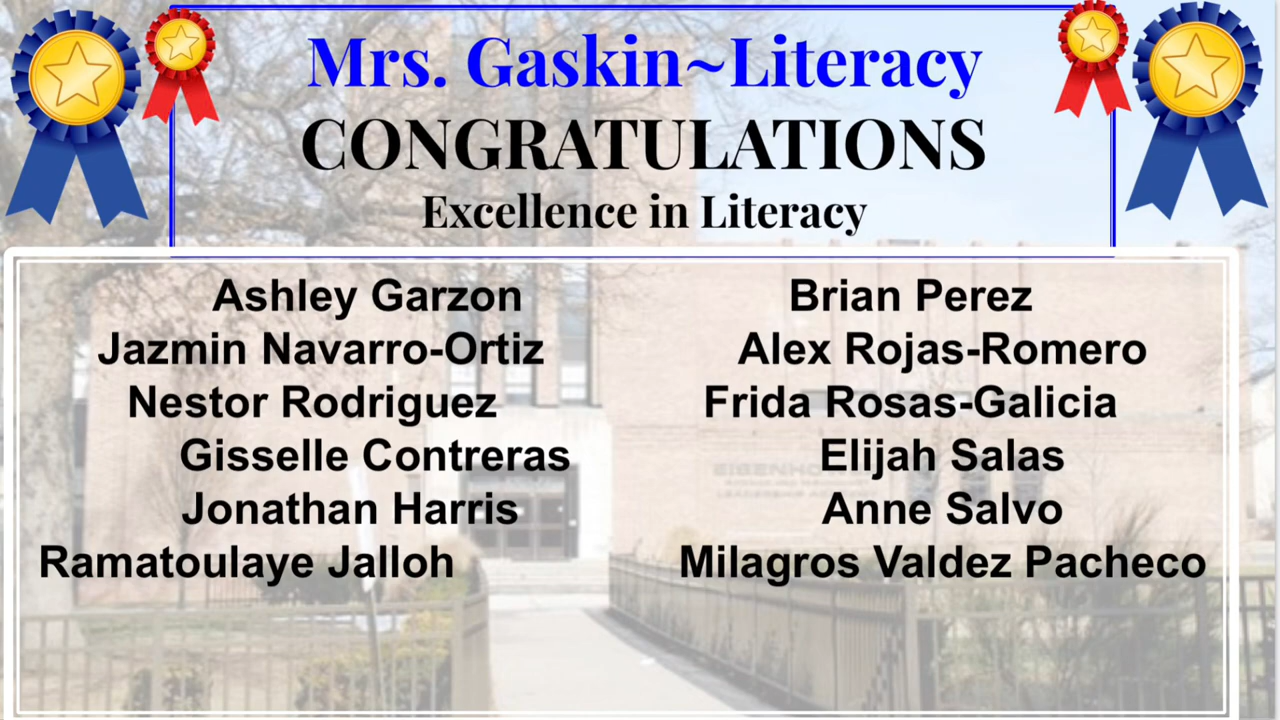 Mrs. Gaskin~Literacy
CONGRATULATIONS
Excellence in Literacy
Ashley Garzon
Jazmin Navarro-Ortiz
Nestor Rodriguez
Gisselle Contreras
Jonathan Harris
Ramatoulaye Jalloh
Brian Perez
Alex Rojas-Romero
Frida Rosas-Galicia
Elijah Salas
Anne Salvo
Milagros Valdez Pacheco